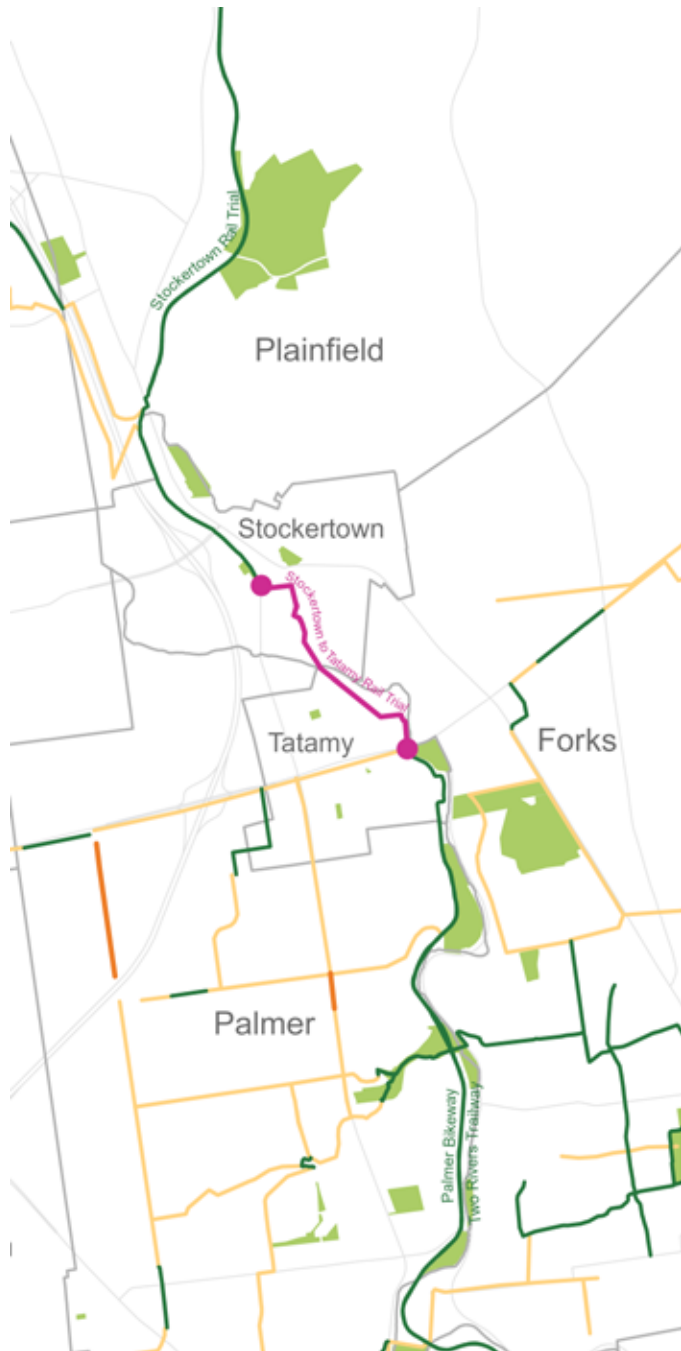 Stockertown Rail Trial
Plainfield
Stockertown
Stockertown to Tatamy Rail Trial
Tatamy
Forks
Palmer
Palmer Bikeway
Two Rivers Trailway